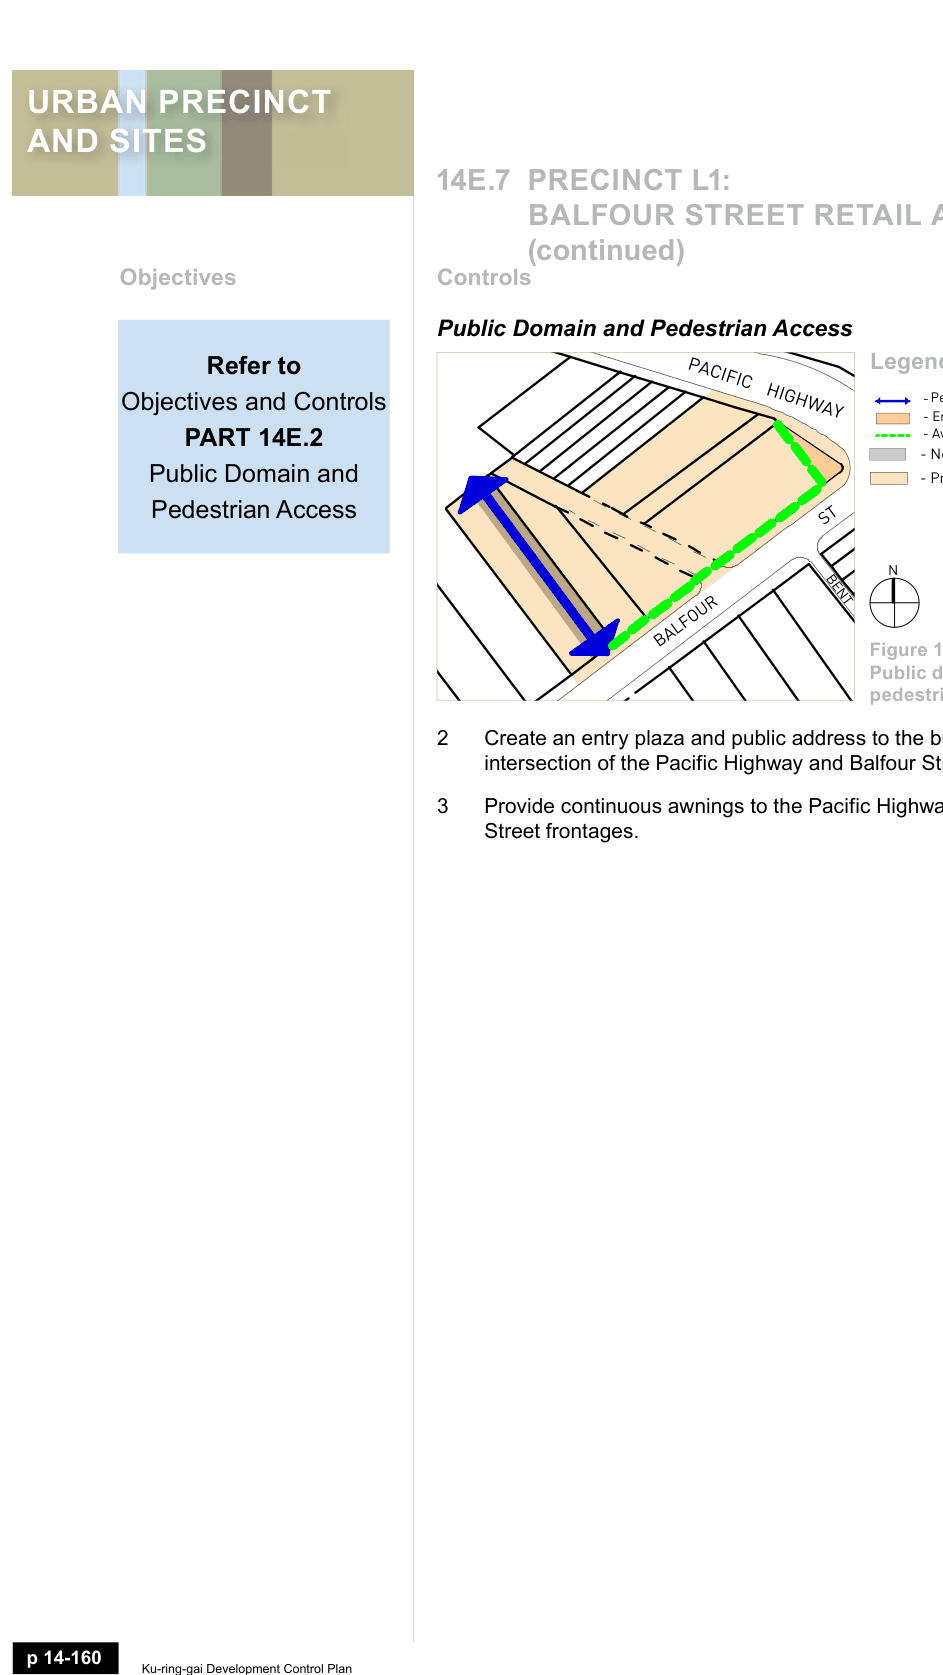 URBAN PRECINCT
AND SITES
14E.7 PRECINCT L1:
BALFOUR STREET RETAIL
(continued)
Objectives
Controls
Refer to
Objectives and Controls
PART 14E.2
Public Domain and
Pedestrian Access
Public Domain and Pedestrian Access
PACIFIC HIGHWAY
ST
BALFOUR
BENT
N
2 Create an entry plaza and public address to the
intersection of the Pacific Highway and Balfour
3 Provide continuous awnings to the Pacific
Street frontages.
p 14-160
Ku-ring-gai Development Control Plan